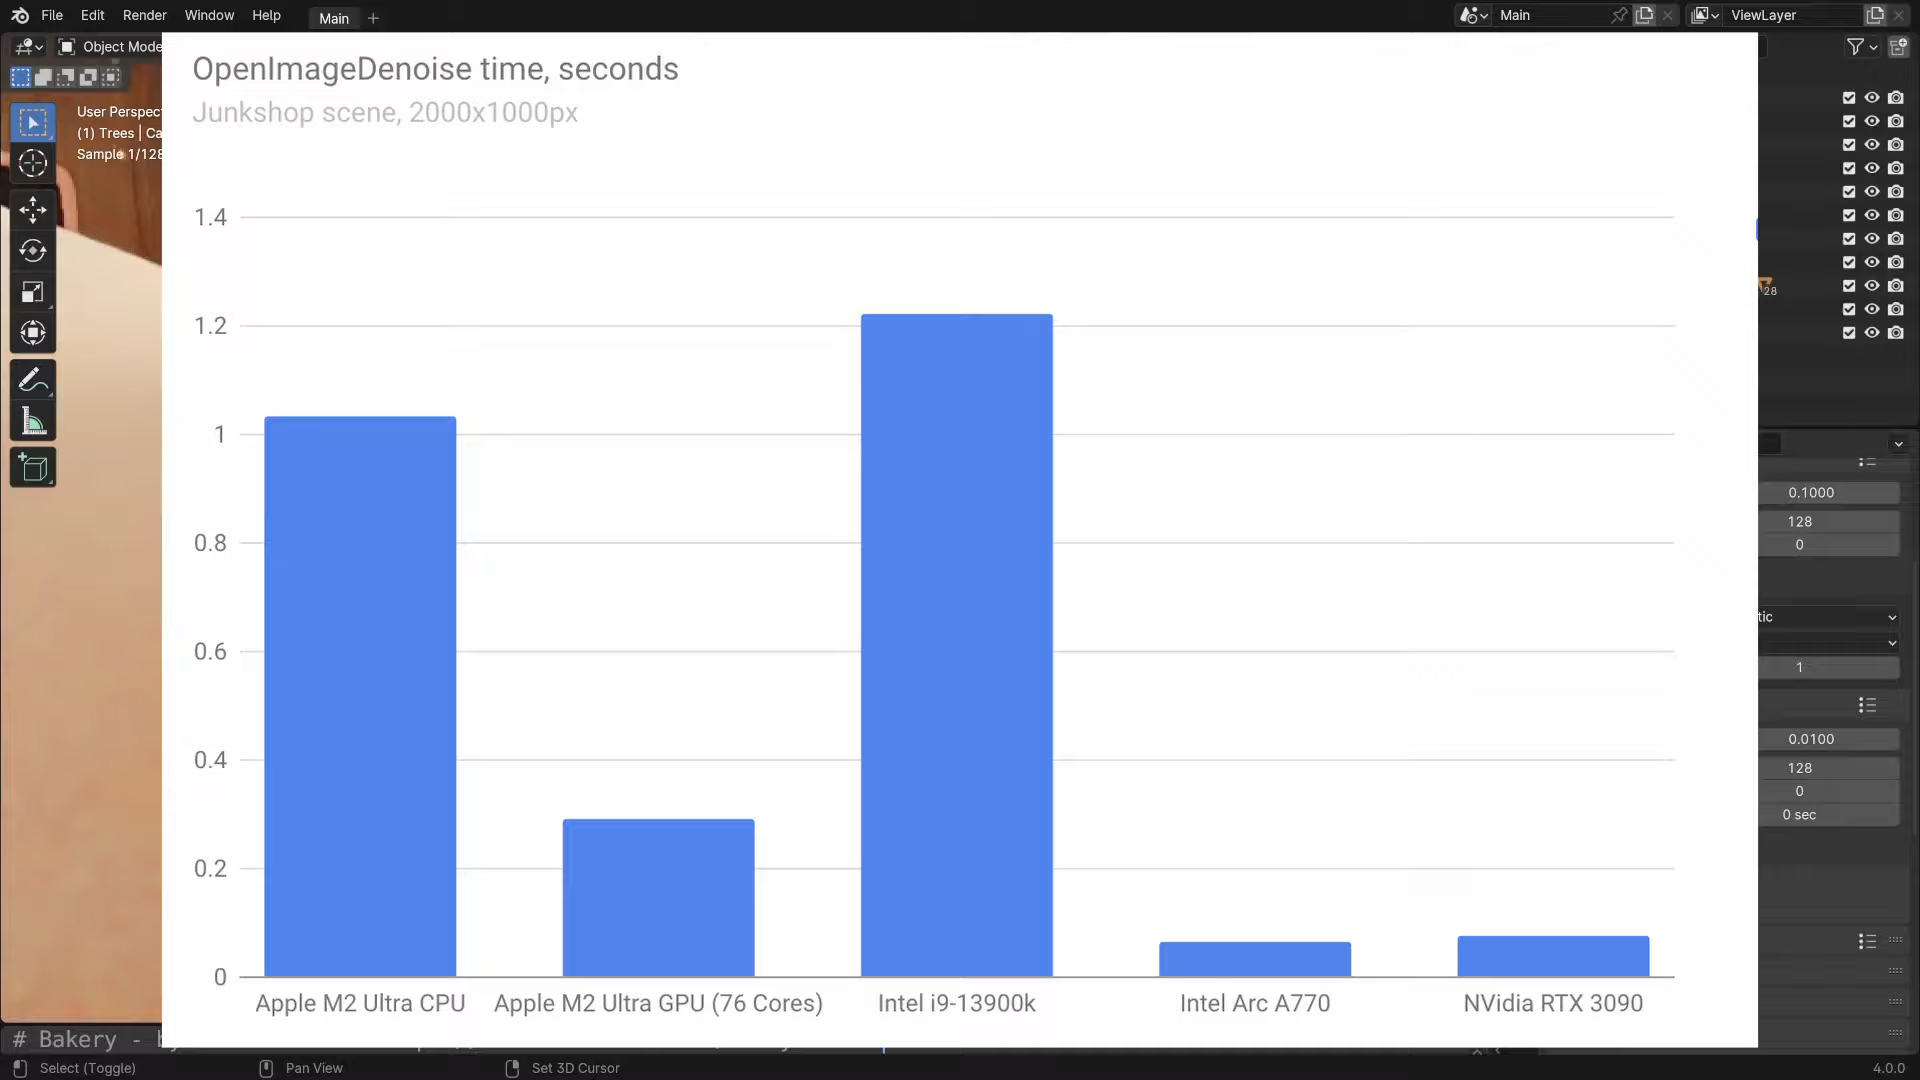 File Edit Render Window Help Main + Main ViewLayer
Object Mode
OpenImageDenoise time, seconds
Junkshop scene, 2000x1000px
User Perspec
(1) Trees | Ca
Sample 1/128
1.4
28
1.2
1
0.1000
128
0
0.8
tic
0.6
1
0.0100
0.4
128
0
0 sec
0.2
0
Apple M2 Ultra CPU Apple M2 Ultra GPU (76 Cores) Intel i9-13900k Intel Arc A770 NVidia RTX 3090
# Bakery -
Select (Toggle) Pan View Set 3D Cursor 4.0.0